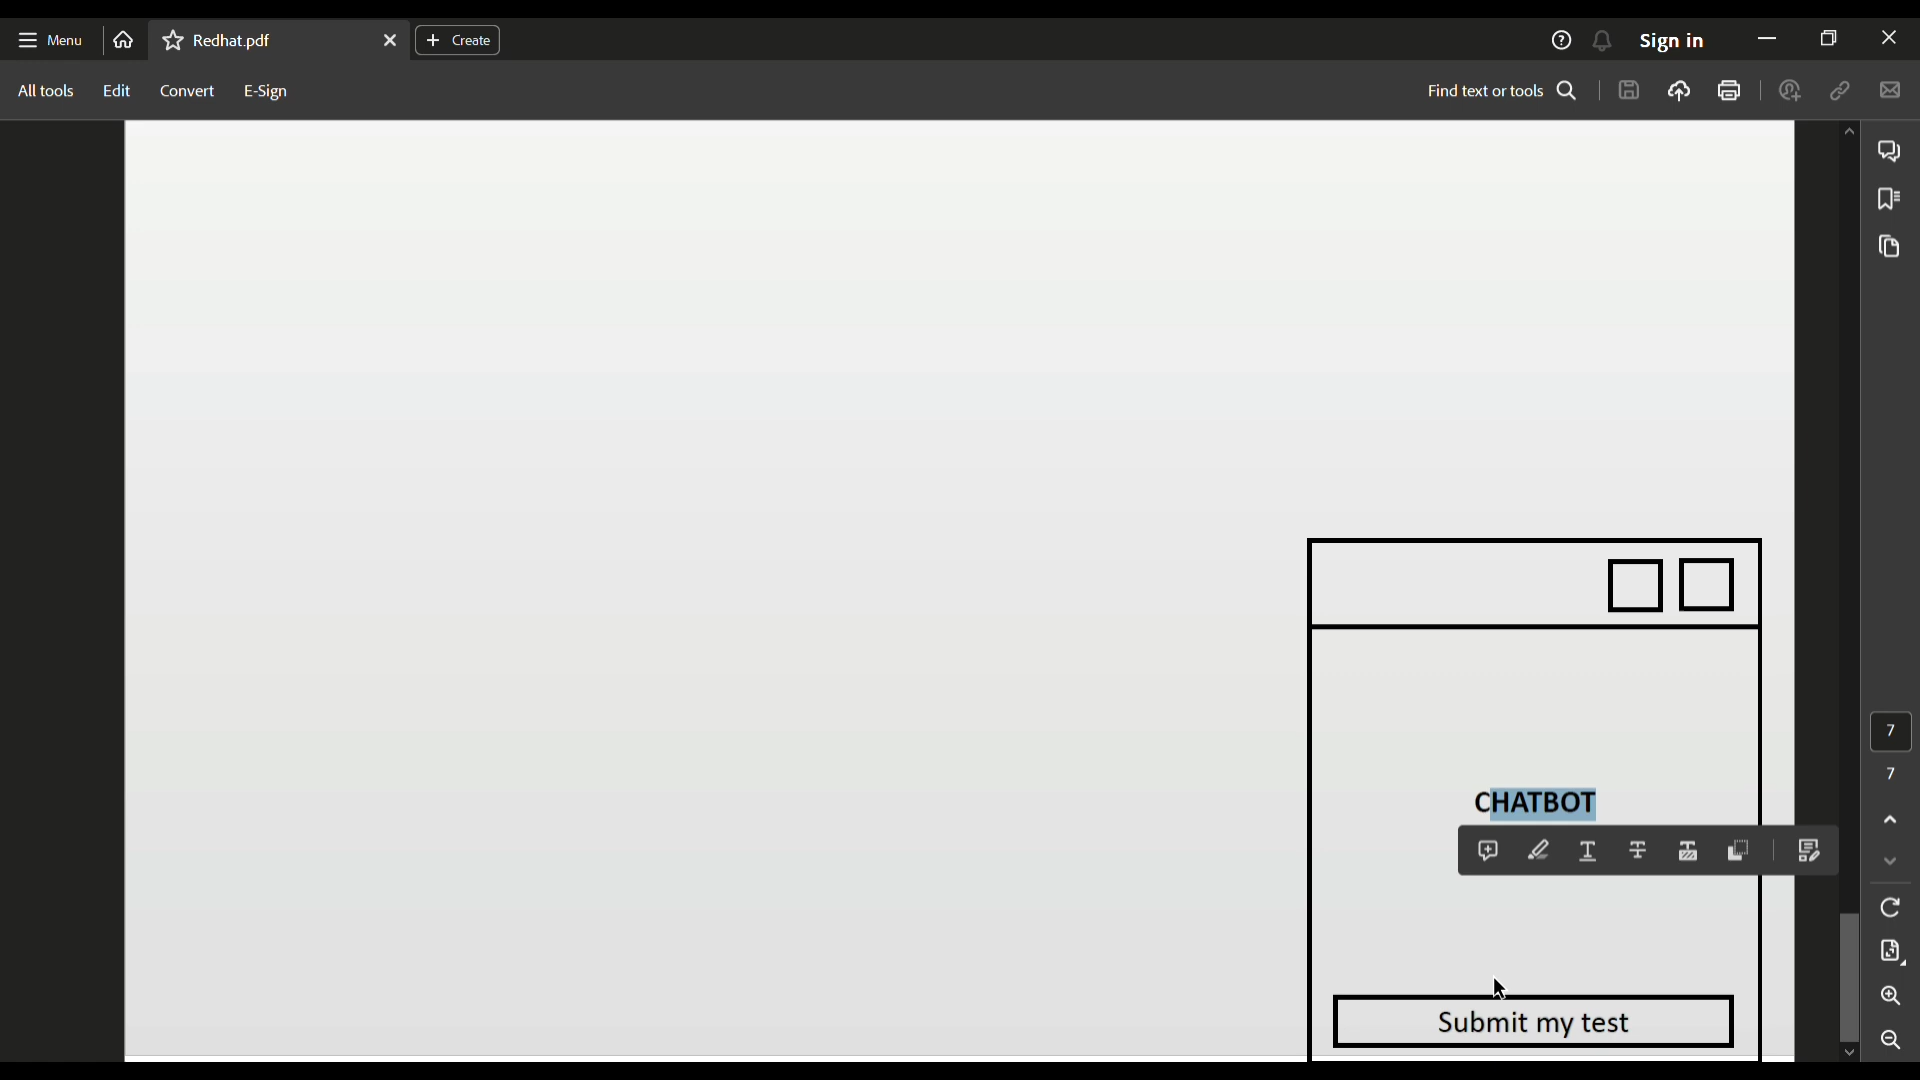 Menu
Redhat.pdf
Create
Sign in
All tools
Edit
Convert
E-Sign
Find text or tools
CHATBOT
Submit my test
7
7